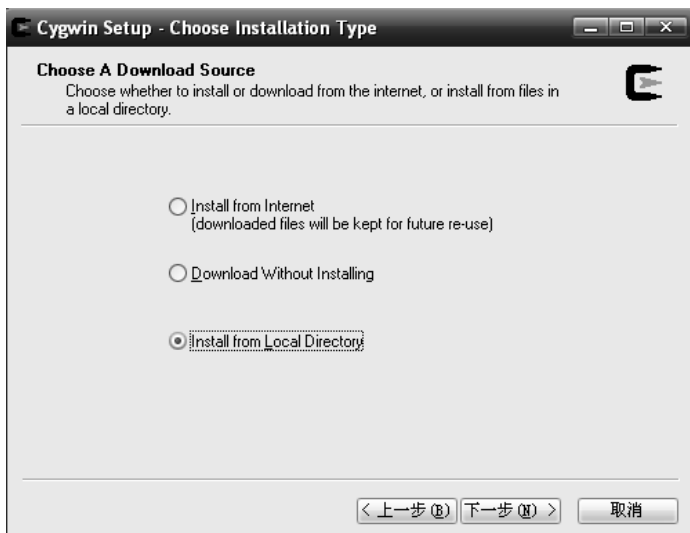 Cygwin Setup - Choose Installation Type
Choose A Download Source
Choose whether to install or download from the internet, or install from files in
a local directory.
Install from Internet
(downloaded files will be kept for future re-use)
Download Without Installing
Install from Local Directory
< 上一步(B) 下一步(N) > 取消